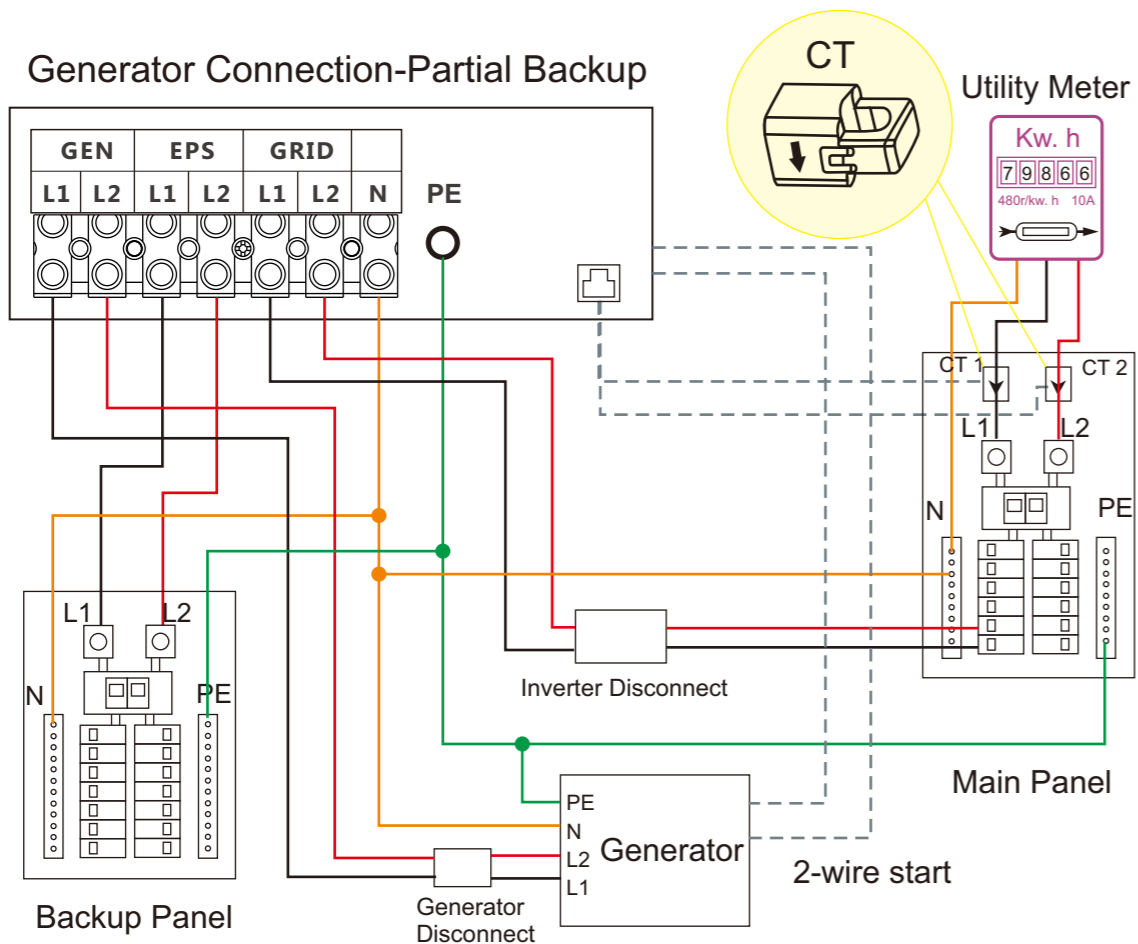 Generator Connection-Partial Backup
GEN EPS GRID
L1 L2 L1 L2 L1 L2 N PE
CT
Utility Meter
Kw. h
79866
480r/kw. h 10A
CT 1 CT 2
L1 L2
N PE
Main Panel
L1 L2
N PE
Backup Panel
Inverter Disconnect
PE
N
L2
L1
Generator
2-wire start
Generator
Disconnect